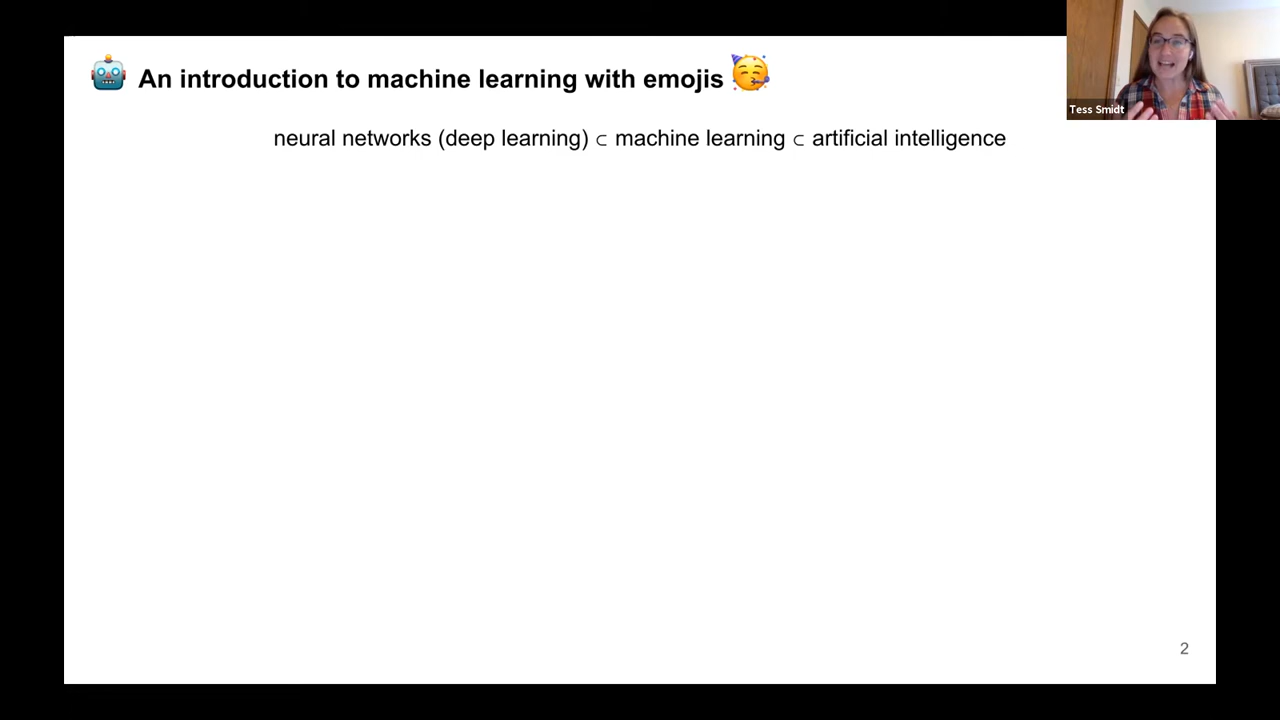 🤖 An introduction to machine learning with emojis 🥳
Tess Smidt
neural networks (deep learning) ⊂ machine learning ⊂ artificial intelligence
2